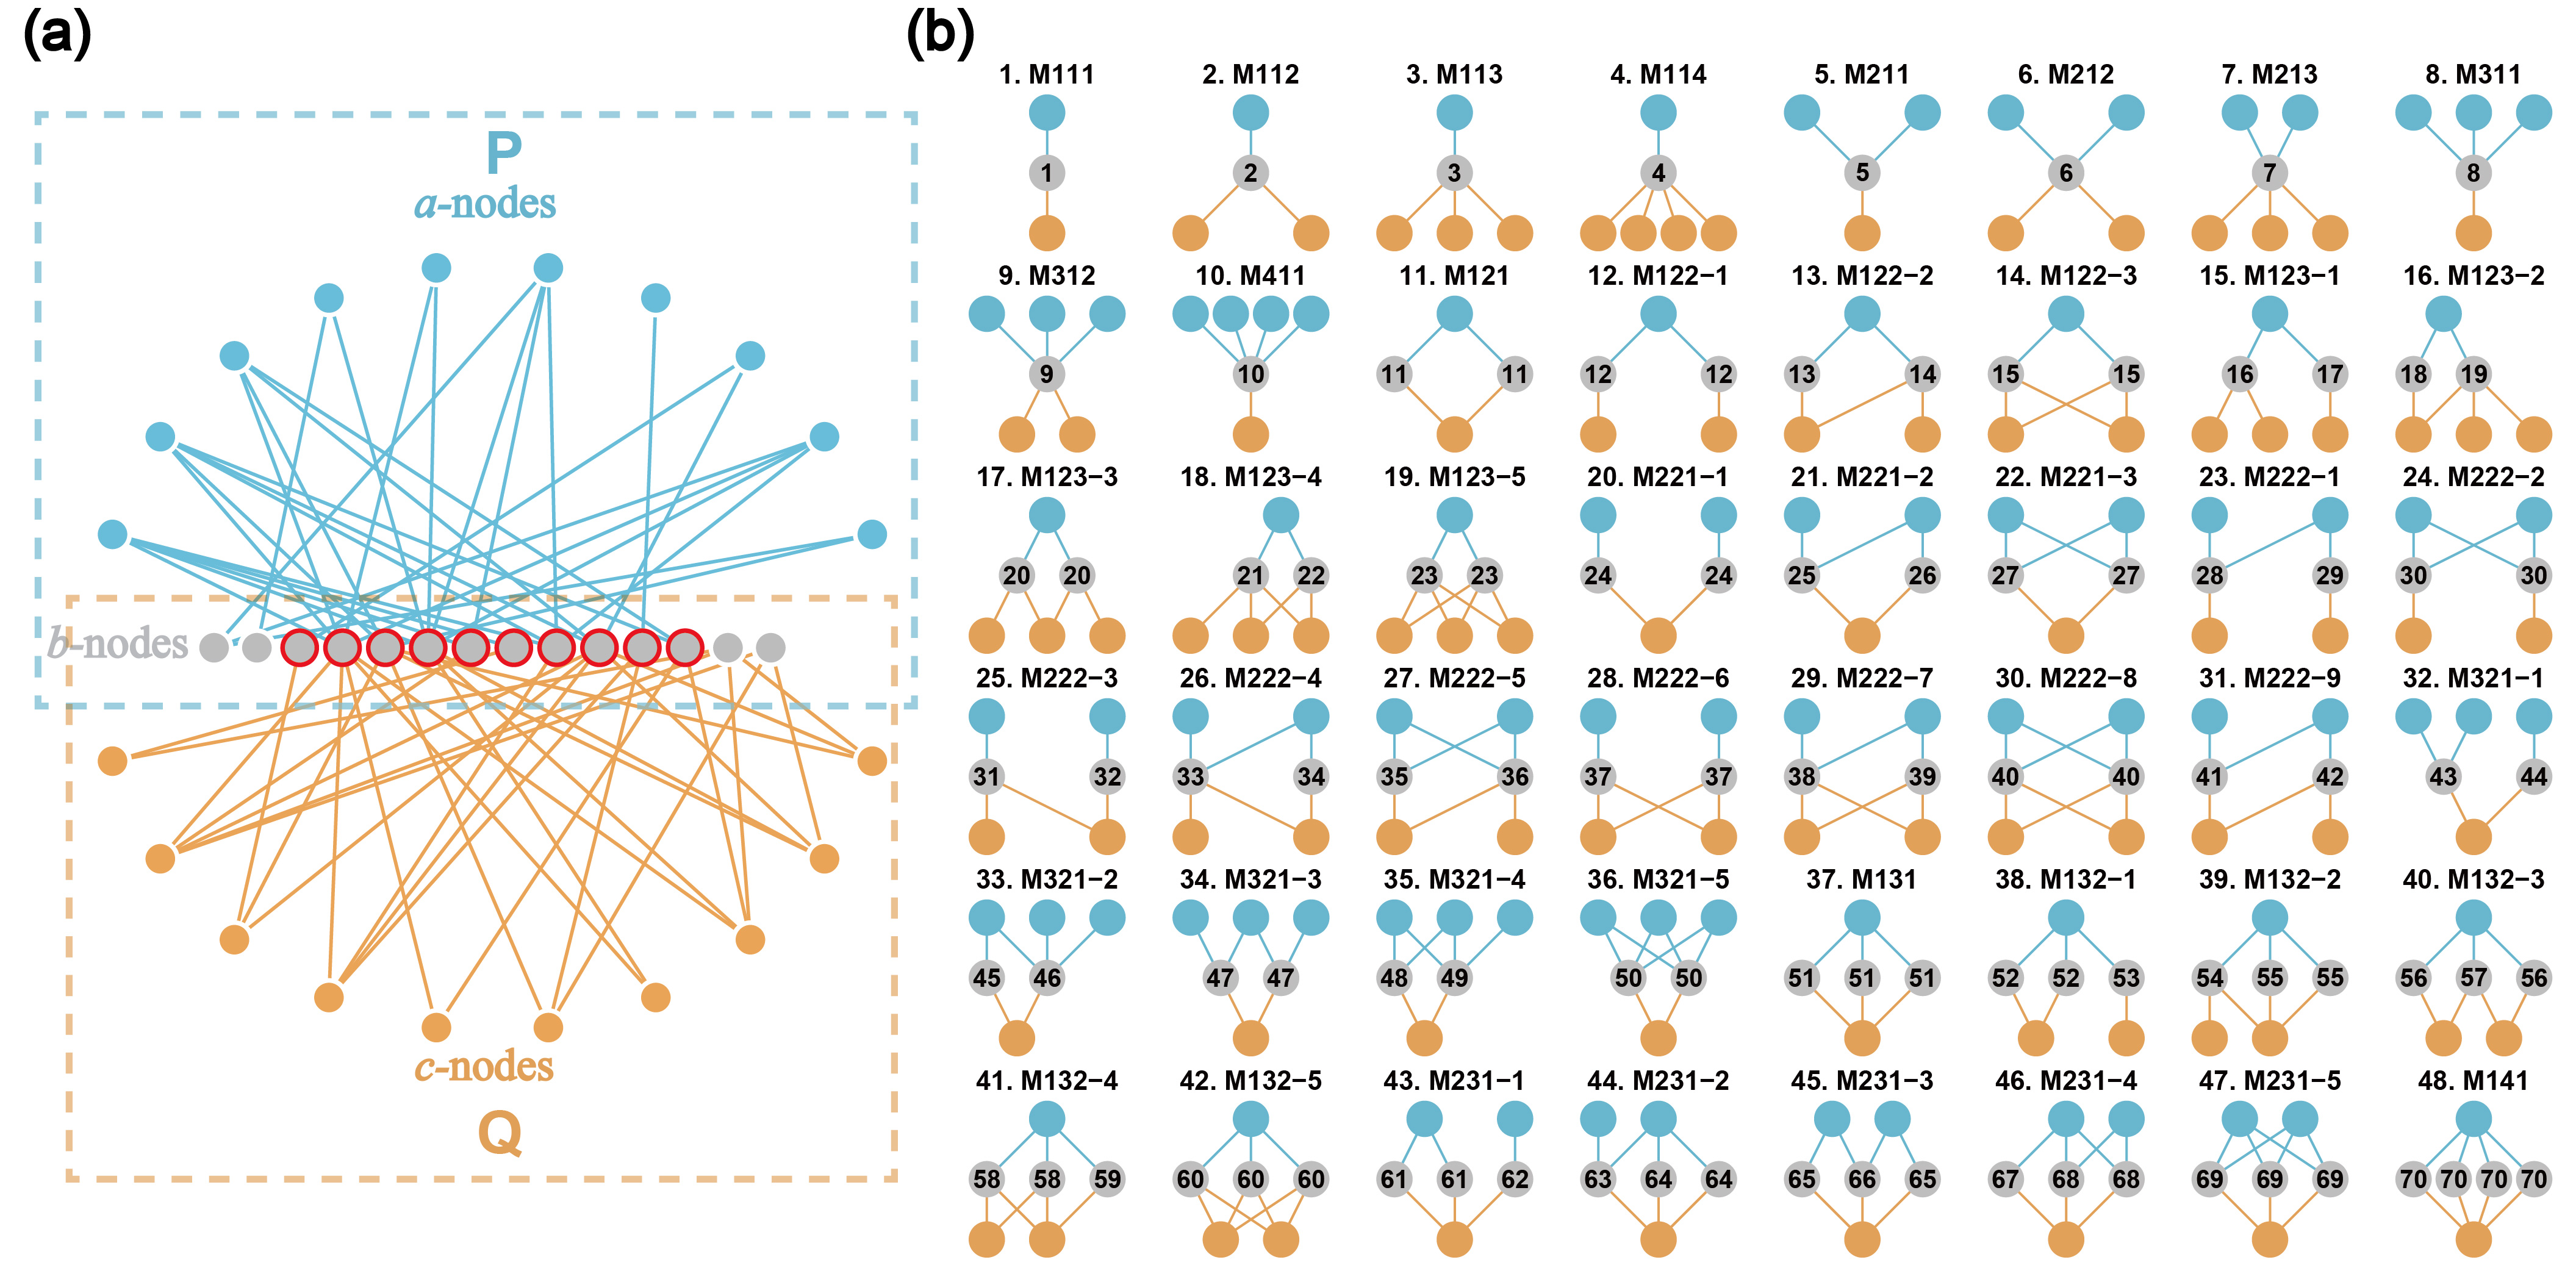 (a)
P
a-nodes
b-nodes
c-nodes
Q
(b)
1. M111 2. M112 3. M113 4. M114 5. M211 6. M212 7. M213 8. M311
1 2 3 4 5 6 7 8
9. M312 10. M411 11. M121 12. M122−1 13. M122−2 14. M122−3 15. M123−1 16. M123−2
9 10 11 11 12 12 13 14 15 15 16 17 18 19
17. M123−3 18. M123−4 19. M123−5 20. M221−1 21. M221−2 22. M221−3 23. M222−1 24. M222−2
20 20 21 22 23 23 24 24 25 26 27 27 28 29 30 30
25. M222−3 26. M222−4 27. M222−5 28. M222−6 29. M222−7 30. M222−8 31. M222−9 32. M321−1
31 32 33 34 35 36 37 37 38 39 40 40 41 42 43 44
33. M321−2 34. M321−3 35. M321−4 36. M321−5 37. M131 38. M132−1 39. M132−2 40. M132−3
45 46 47 47 48 49 50 50 51 51 51 52 52 53 54 55 55 56 57 56
41. M132−4 42. M132−5 43. M231−1 44. M231−2 45. M231−3 46. M231−4 47. M231−5 48. M141
58 58 59 60 60 60 61 61 62 63 64 64 65 66 65 67 68 68 69 69 69 70 70 70 70